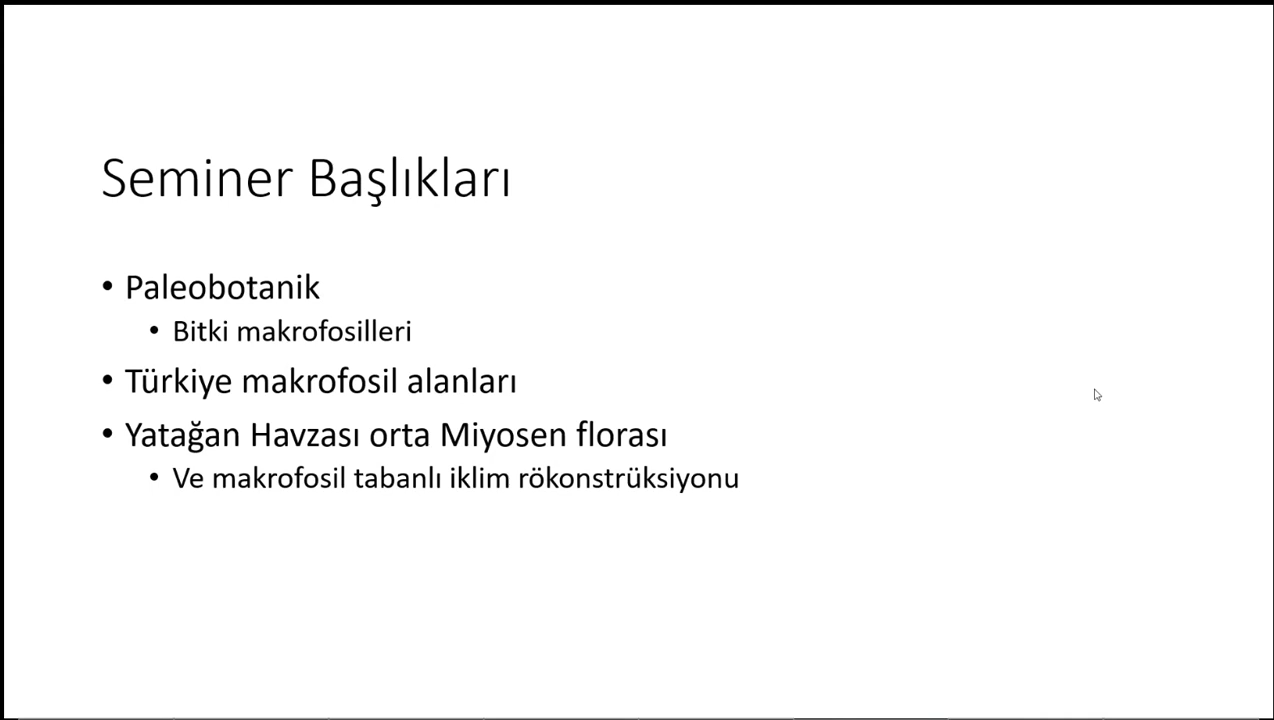 Seminer Başlıkları
• Paleobotanik
• Bitki makrofosilleri
• Türkiye makrofosil alanları
• Yatağan Havzası orta Miyosen florası
• Ve makrofosil tabanlı iklim rökonstrüksiyonu